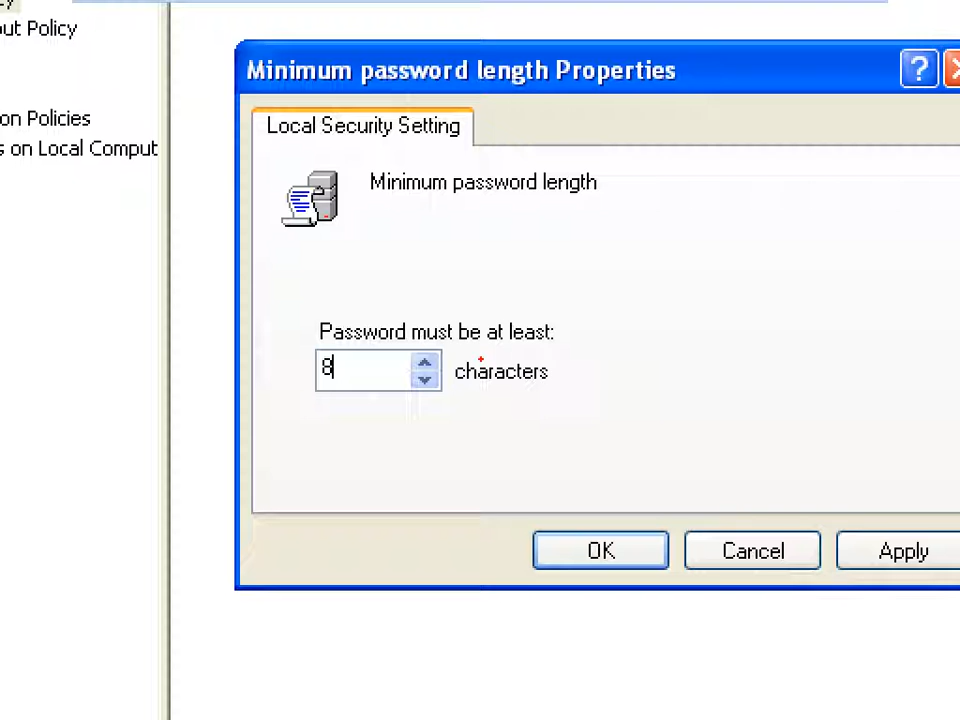 out Policy
on Policies
s on Local Comput
Minimum password length Properties
?
Local Security Setting
Minimum password length
Password must be at least:
8
characters
OK
Cancel
Apply